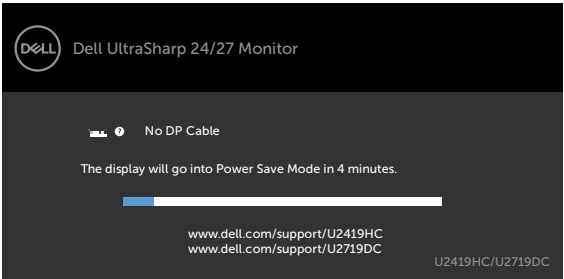 DELL
Dell UltraSharp 24/27 Monitor
? No DP Cable
The display will go into Power Save Mode in 4 minutes.
www.dell.com/support/U2419HC
www.dell.com/support/U2719DC
U2419HC/U2719DC